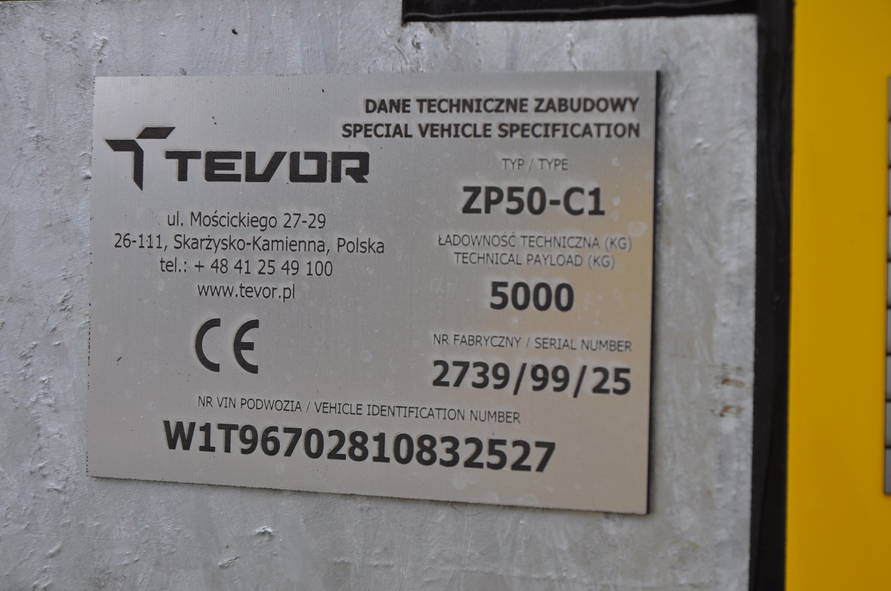 TEVOR
ul. Mościckiego 27-29
26-111, Skarżysko-Kamienna, Polska
tel.: + 48 41 25 49 100
www.tevor.pl
CE
DANE TECHNICZNE ZABUDOWY
SPECIAL VEHICLE SPECIFICATION
TYP / TYPE
ZP50-C1
ŁADOWNOŚĆ TECHNICZNA (KG)
TECHNICAL PAYLOAD (KG)
5000
NR FABRYCZNY / SERIAL NUMBER
2739/99/25
NR VIN PODWOZIA / VEHICLE IDENTIFICATION NUMBER
W1T96702810832527